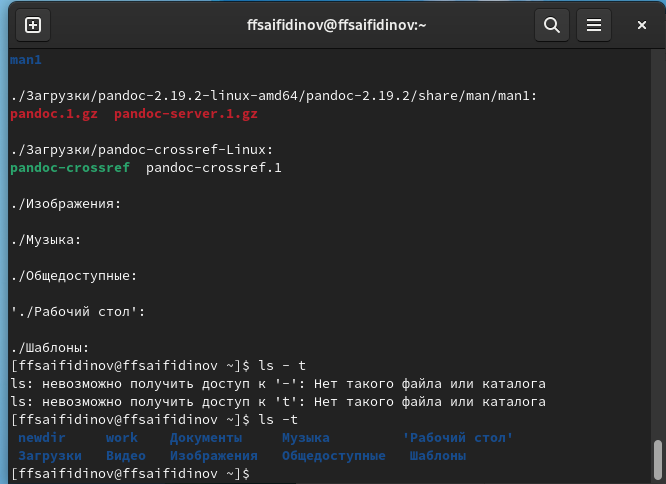 ffsaifidinov@ffsaifidinov:~
man1
./Загрузки/pandoc-2.19.2-linux-amd64/pandoc-2.19.2/share/man/man1:
pandoc.1.gz  pandoc-server.1.gz
./Загрузки/pandoc-crossref-Linux:
pandoc-crossref  pandoc-crossref.1
./Изображения:
./Музыка:
./Общедоступные:
'./Рабочий стол':
./Шаблоны:
[ffsaifidinov@ffsaifidinov ~]$ ls - t
ls: невозможно получить доступ к '-': Нет такого файла или каталога
ls: невозможно получить доступ к 't': Нет такого файла или каталога
[ffsaifidinov@ffsaifidinov ~]$ ls -t
newdir     work    Документы     Музыка         'Рабочий стол'
Загрузки   Видео   Изображения   Общедоступные   Шаблоны
[ffsaifidinov@ffsaifidinov ~]$